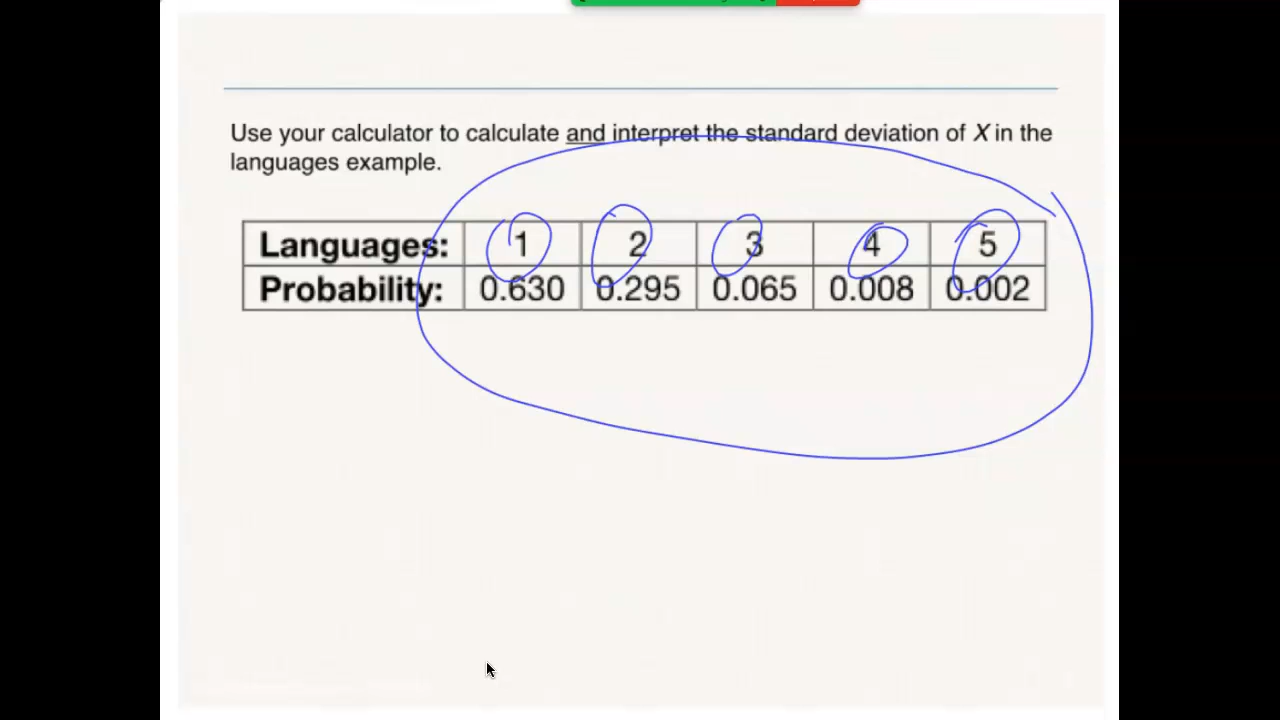 Use your calculator to calculate and interpret the standard deviation of X in the
languages example.
Languages: 1 2 3 4 5
Probability: 0.630 0.295 0.065 0.008 0.002